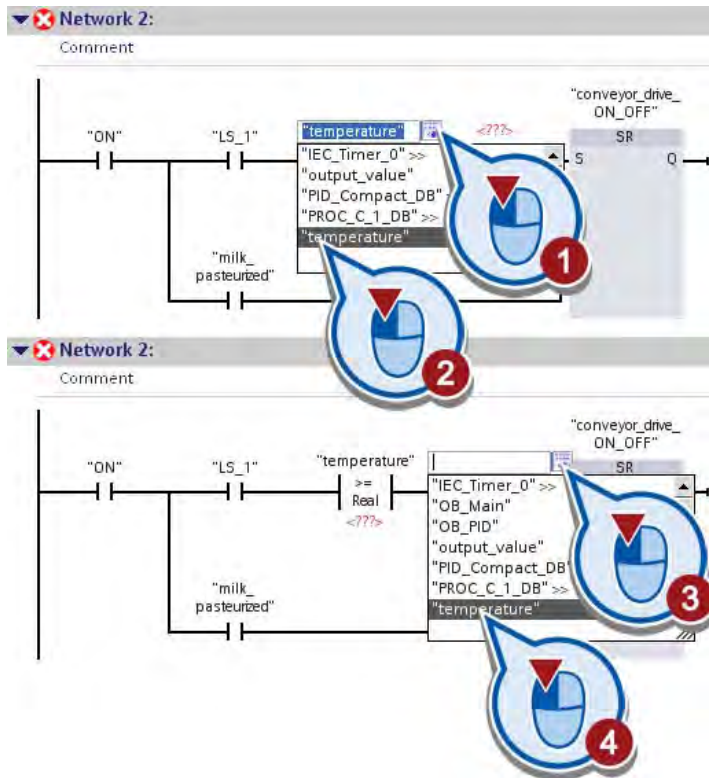 Network 2:
Comment
"conveyor_drive_
ON_OFF"
"ON"
"LS_1"
"temperature"
<???>
SR
"IEC_Timer_0" >>
S
Q
"output_value"
"PID_Compact_DB"
"PROC_C_1_DB" >>
"temperature"
1
"milk_
pasteurized"
2
Network 2:
Comment
"conveyor_drive_
ON_OFF"
"ON"
"LS_1"
"temperature"
SR
>=
Real
<???>
"IEC_Timer_0" >>
"OB_Main"
"OB_PID"
"output_value"
"PID_Compact_DB"
"PROC_C_1_DB" >>
"temperature"
3
"milk_
pasteurized"
4